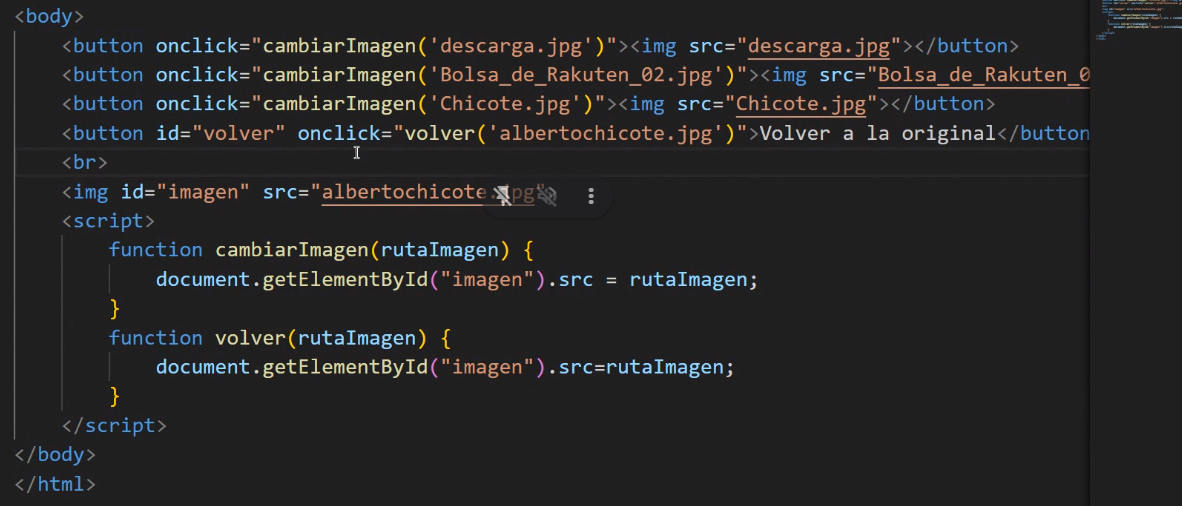 <body>
<button onclick="cambiarImagen('descarga.jpg')"><img src="descarga.jpg"></button>
<button onclick="cambiarImagen('Bolsa_de_Rakuten_02.jpg')"><img src="Bolsa_de_Rakuten_0
<button onclick="cambiarImagen('Chicote.jpg')"><img src="Chicote.jpg"></button>
<button id="volver" onclick="volver('albertochicote.jpg')">Volver a la original</button
<br>
<img id="imagen" src="albertochicote.jpg"
<script>
function cambiarImagen(rutaImagen) {
document.getElementById("imagen").src = rutaImagen;
}
function volver(rutaImagen) {
document.getElementById("imagen").src=rutaImagen;
}
</script>
</body>
</html>